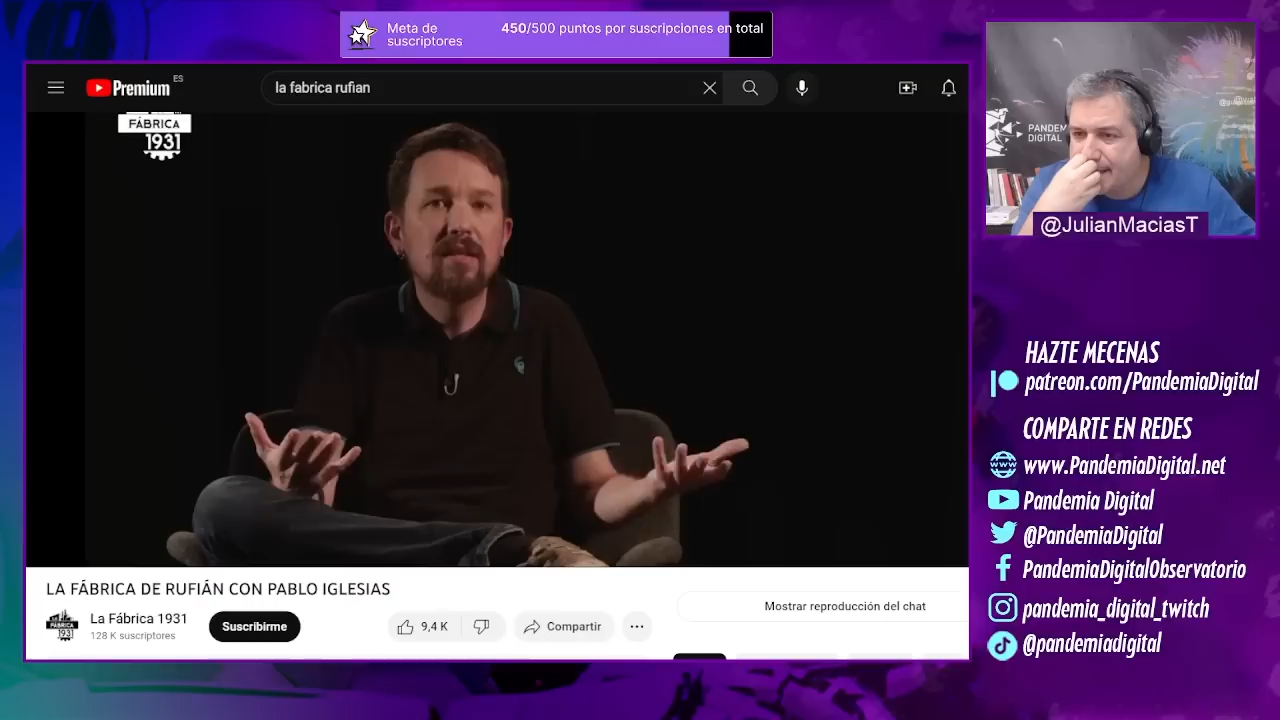 Meta de
suscriptores
450/500 puntos por suscripciones en total
Premium ES
la fabrica rufian
FÁBRICA
1931
PANDEM
DIGITAL
@JulianMaciasT
HAZTE MECENAS
patreon.com/PandemiaDigital
COMPARTE EN REDES
www.PandemiaDigital.net
Pandemia Digital
@PandemiaDigital
PandemiaDigitalObservatorio
pandemia_digital_twitch
@pandemiadigital
LA FÁBRICA DE RUFIÁN CON PABLO IGLESIAS
La Fábrica 1931
128 K suscriptores
Suscribirme
9,4 K
Compartir
Mostrar reproducción del chat